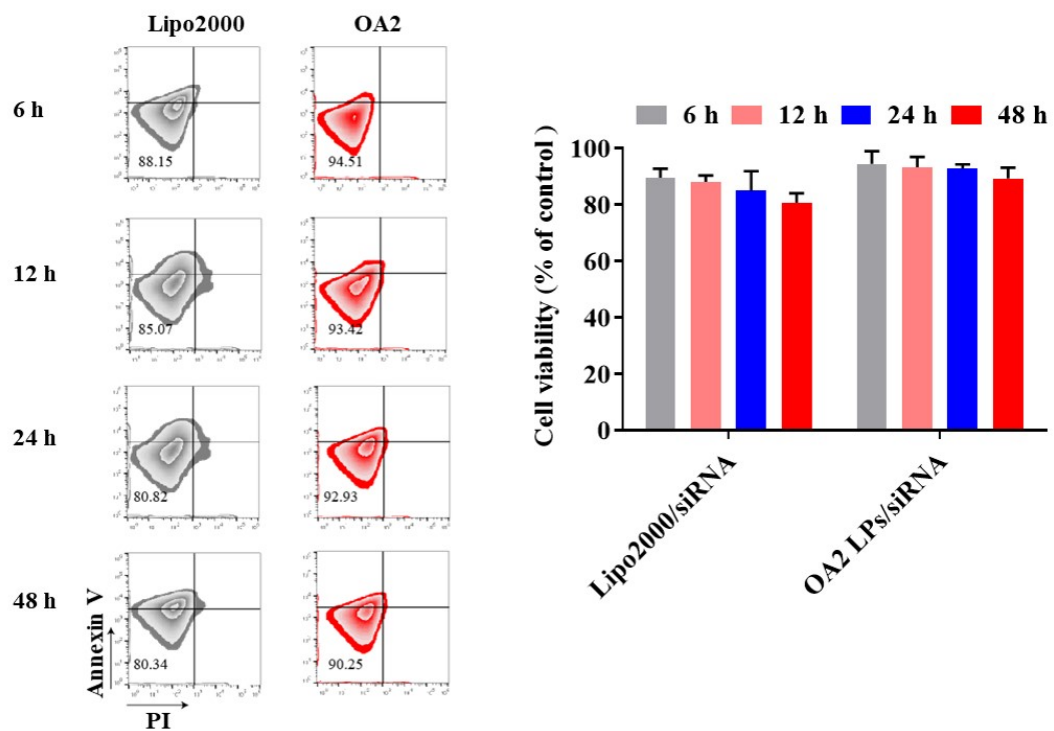 Lipo2000 OA2
6 h
88.15 94.51
12 h
85.07 93.42
24 h
80.82 92.93
48 h
80.34 90.25
Annexin V
PI
6 h 12 h 24 h 48 h
Cell viability (% of control)
100
80
60
40
20
0
Lipo2000/siRNA
OA2 LPs/siRNA